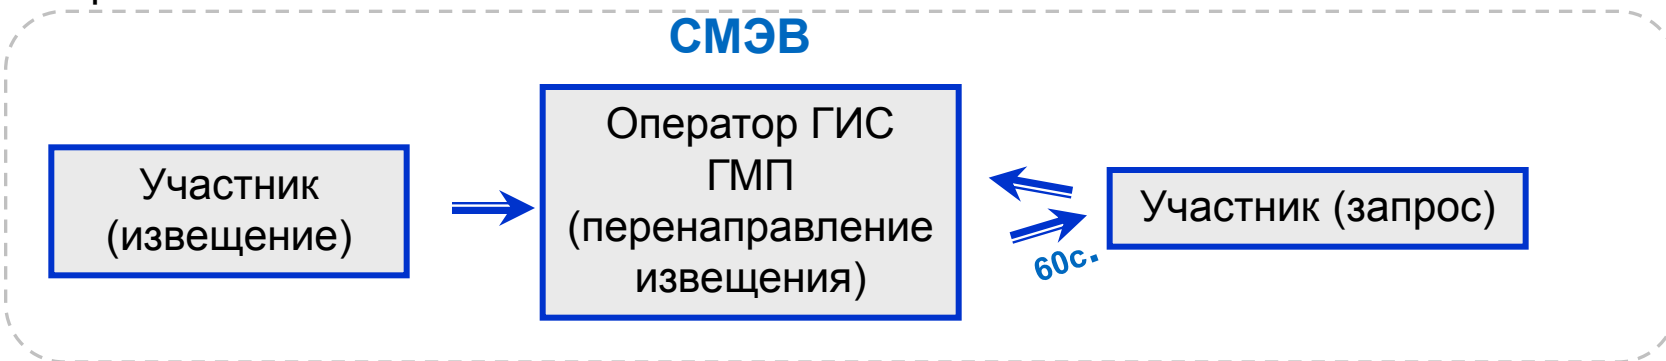 СМЭВ
Участник
(извещение)
Оператор ГИС
ГМП
(перенаправление
извещения)
60с.
Участник (запрос)